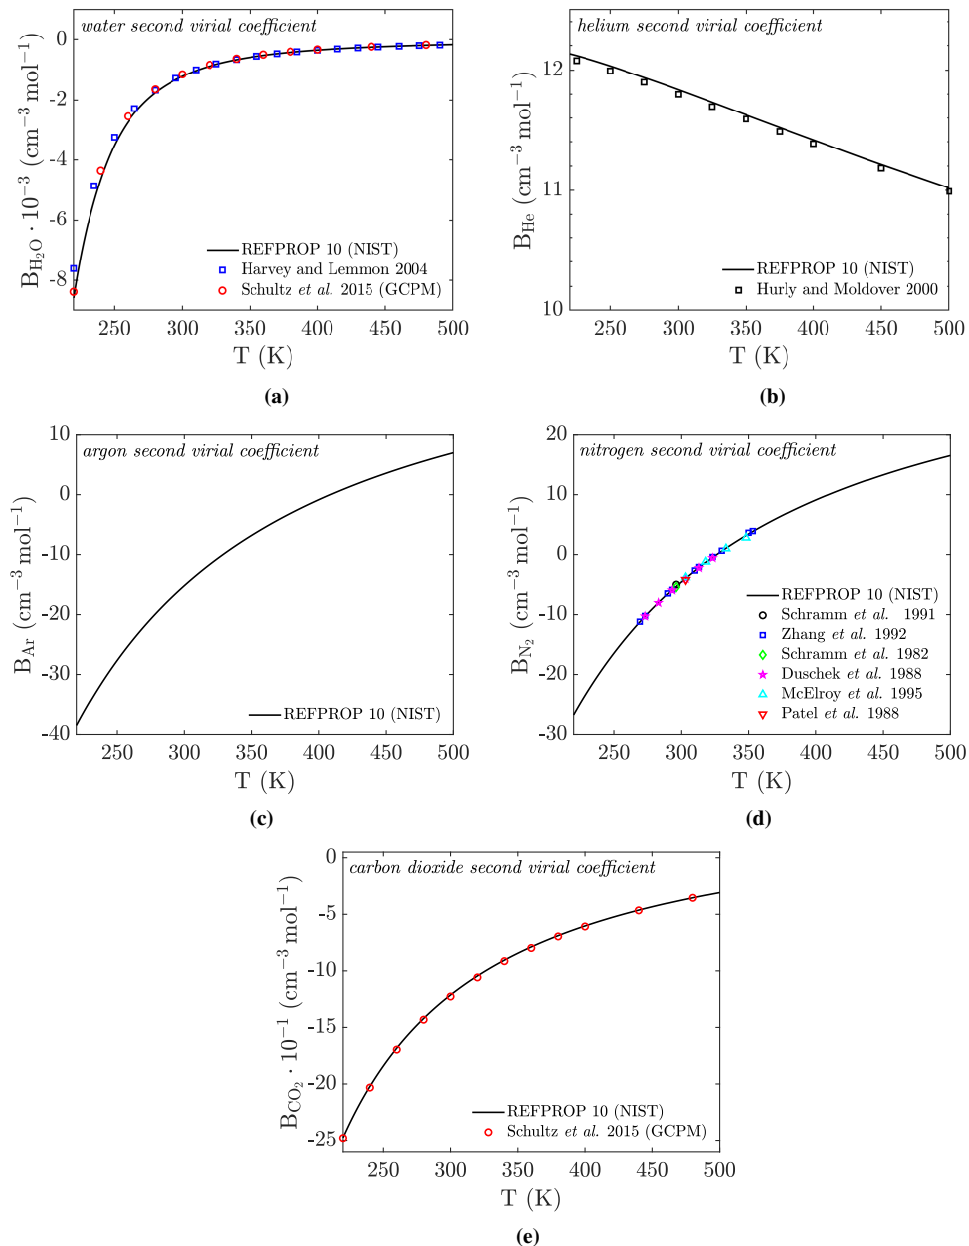 water second virial coefficient
0
-2
-4
-6
-8
B_{H_2O} · 10^{−3} (cm^{−3} mol^{−1})
REFPROP 10 (NIST)
Harvey and Lemmon 2004
Schultz et al. 2015 (GCPM)
250 300 350 400 450 500
T (K)
(a)
helium second virial coefficient
12
11
10
B_{He} (cm^{−3} mol^{−1})
REFPROP 10 (NIST)
Hurly and Moldover 2000
250 300 350 400 450 500
T (K)
(b)
argon second virial coefficient
10
0
-10
-20
-30
-40
B_{Ar} (cm^{−3} mol^{−1})
REFPROP 10 (NIST)
250 300 350 400 450 500
T (K)
(c)
nitrogen second virial coefficient
20
10
0
-10
-20
-30
B_{N_2} (cm^{−3} mol^{−1})
REFPROP 10 (NIST)
Schramm et al. 1991
Zhang et al. 1992
Schramm et al. 1982
Duschek et al. 1988
McElroy et al. 1995
Patel et al. 1988
250 300 350 400 450 500
T (K)
(d)
carbon dioxide second virial coefficient
0
-5
-10
-15
-20
-25
B_{CO_2} · 10^{−1} (cm^{−3} mol^{−1})
REFPROP 10 (NIST)
Schultz et al. 2015 (GCPM)
250 300 350 400 450 500
T (K)
(e)